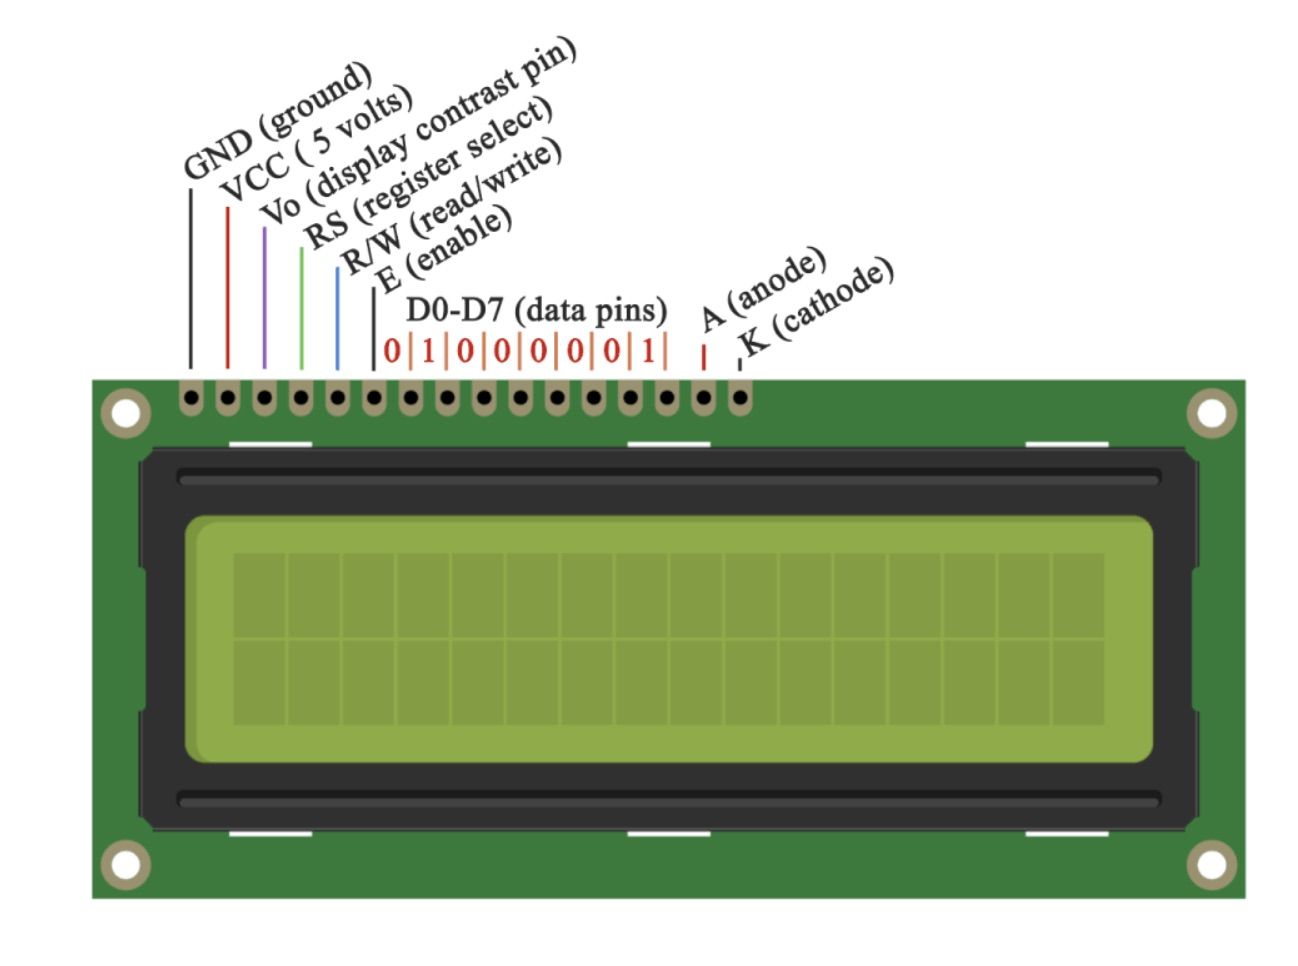 GND (ground)
VCC ( 5 volts)
Vo (display contrast pin)
RS (register select)
R/W (read/write)
E (enable)
D0-D7 (data pins)
0 1 0 0 0 0 0 1
A (anode)
K (cathode)